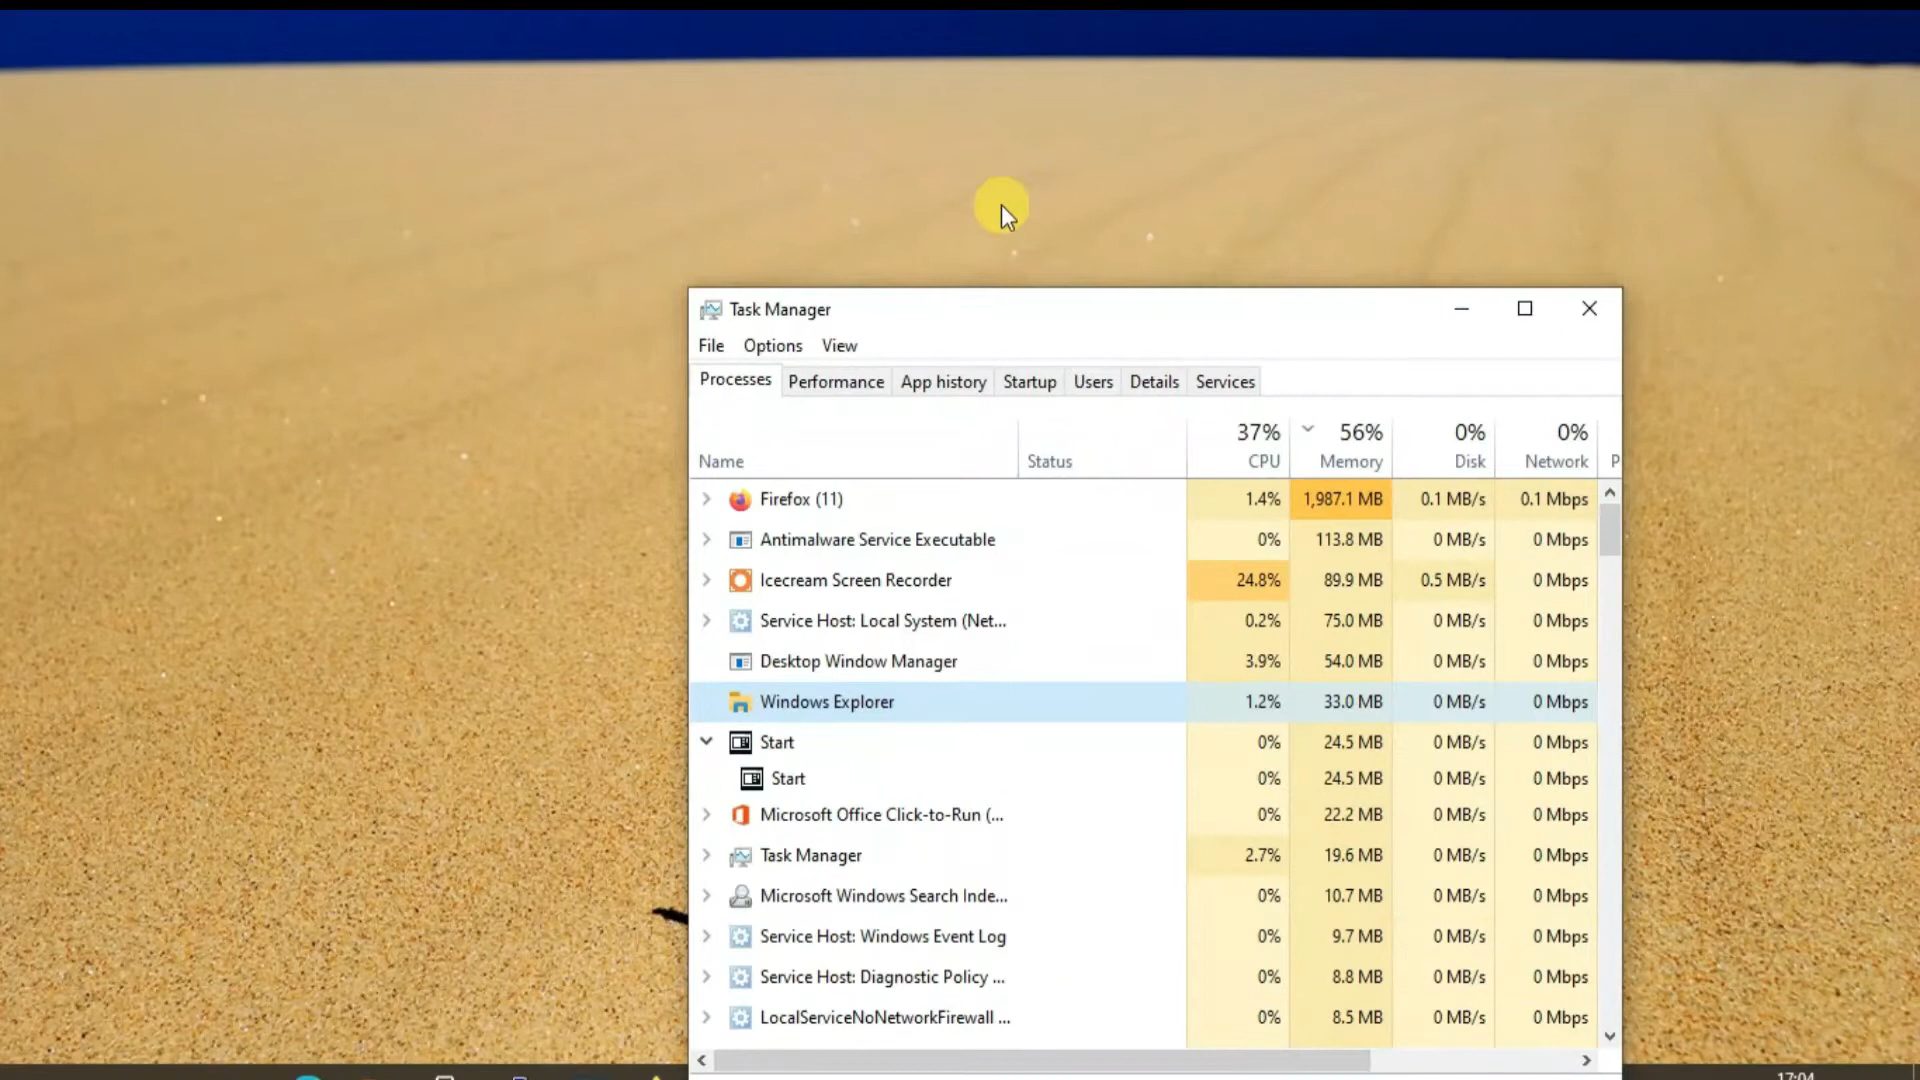 Task Manager
File Options View
Processes Performance App history Startup Users Details Services
37% 56% 0% 0%
Name Status CPU Memory Disk Network P
Firefox (11) 1.4% 1,987.1 MB 0.1 MB/s 0.1 Mbps
Antimalware Service Executable 0% 113.8 MB 0 MB/s 0 Mbps
Icecream Screen Recorder 24.8% 89.9 MB 0.5 MB/s 0 Mbps
Service Host: Local System (Net... 0.2% 75.0 MB 0 MB/s 0 Mbps
Desktop Window Manager 3.9% 54.0 MB 0 MB/s 0 Mbps
Windows Explorer 1.2% 33.0 MB 0 MB/s 0 Mbps
Start 0% 24.5 MB 0 MB/s 0 Mbps
Start 0% 24.5 MB 0 MB/s 0 Mbps
Microsoft Office Click-to-Run (... 0% 22.2 MB 0 MB/s 0 Mbps
Task Manager 2.7% 19.6 MB 0 MB/s 0 Mbps
Microsoft Windows Search Inde... 0% 10.7 MB 0 MB/s 0 Mbps
Service Host: Windows Event Log 0% 9.7 MB 0 MB/s 0 Mbps
Service Host: Diagnostic Policy ... 0% 8.8 MB 0 MB/s 0 Mbps
LocalServiceNoNetworkFirewall ... 0% 8.5 MB 0 MB/s 0 Mbps
17:04